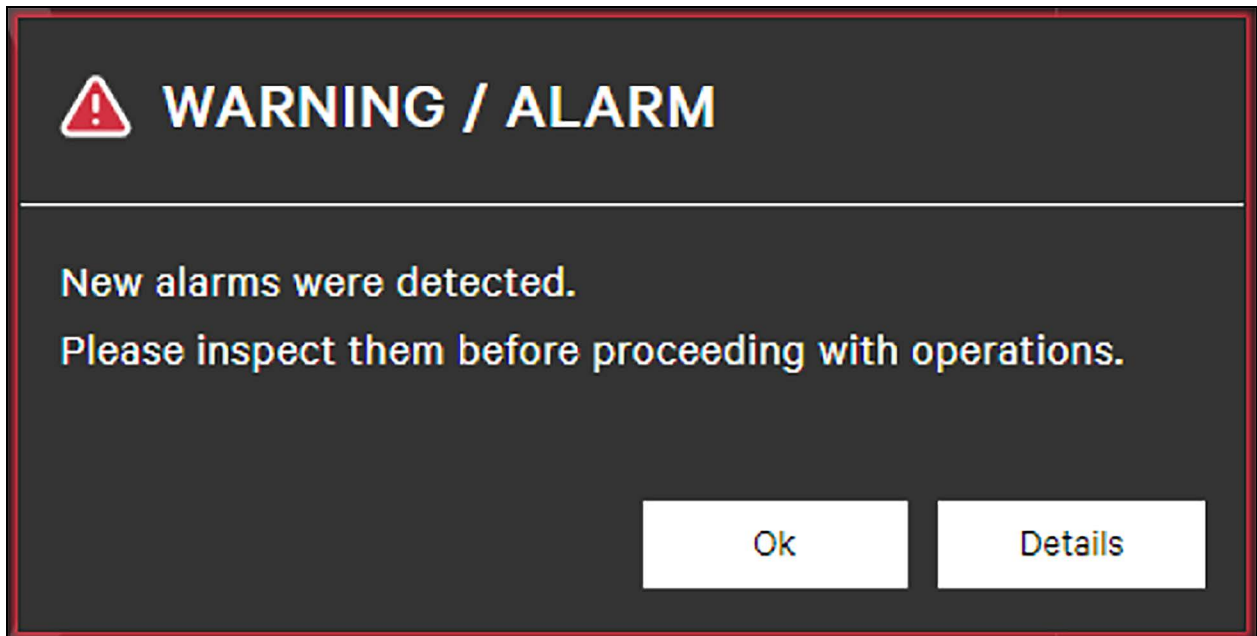 WARNING / ALARM
New alarms were detected.
Please inspect them before proceeding with operations.
Ok
Details